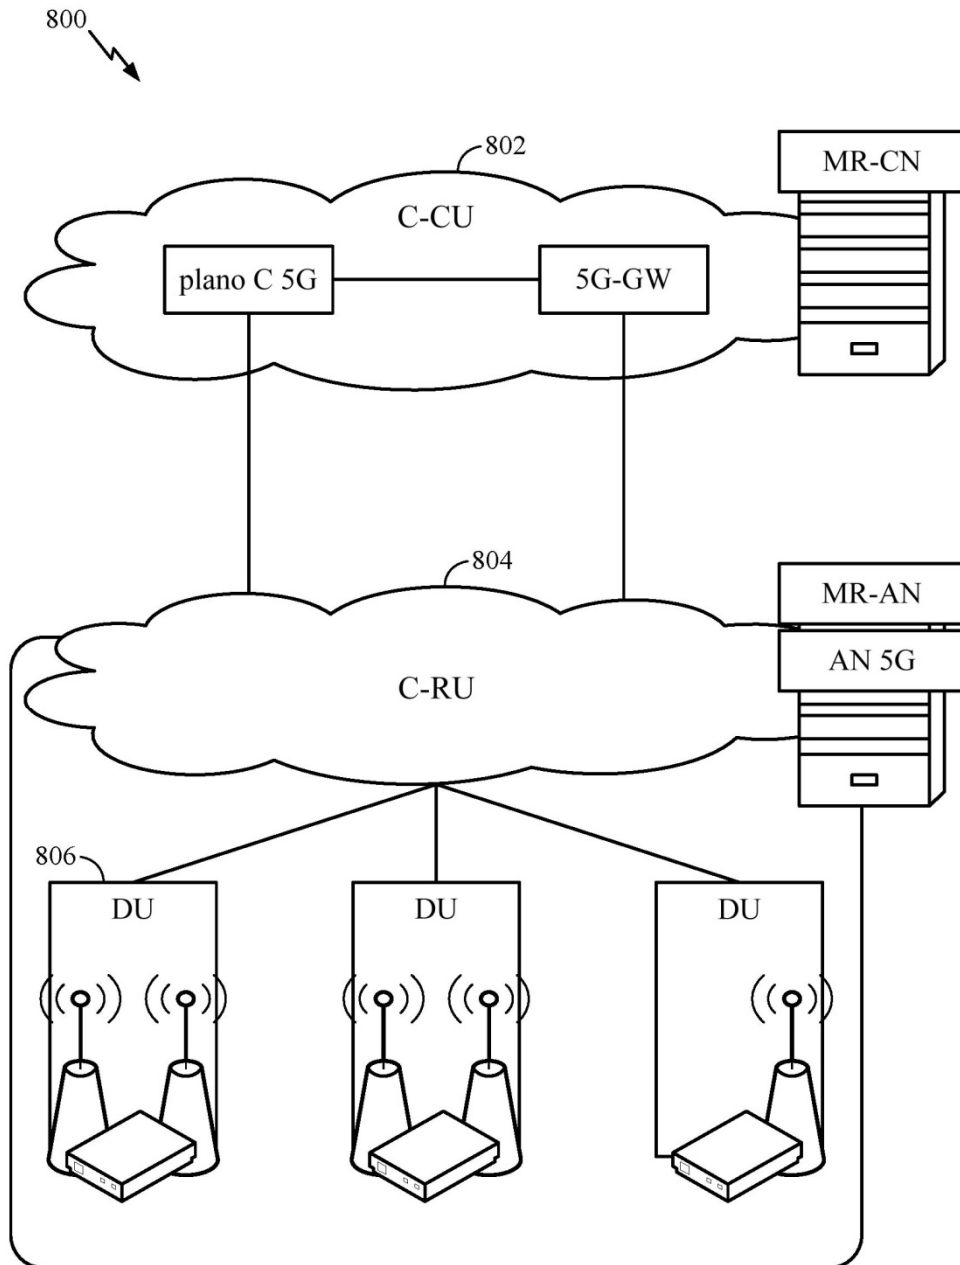 800
802
MR-CN
C-CU
plano C 5G
5G-GW
804
MR-AN
AN 5G
C-RU
806
DU
DU
DU